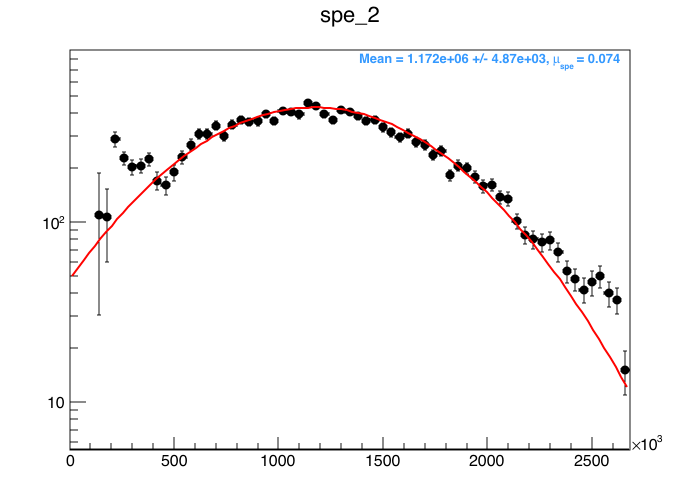 spe_2
Mean = 1.172e+06 +/- 4.87e+03, μspe = 0.074
10²
10
0 500 1000 1500 2000 2500 ×10³